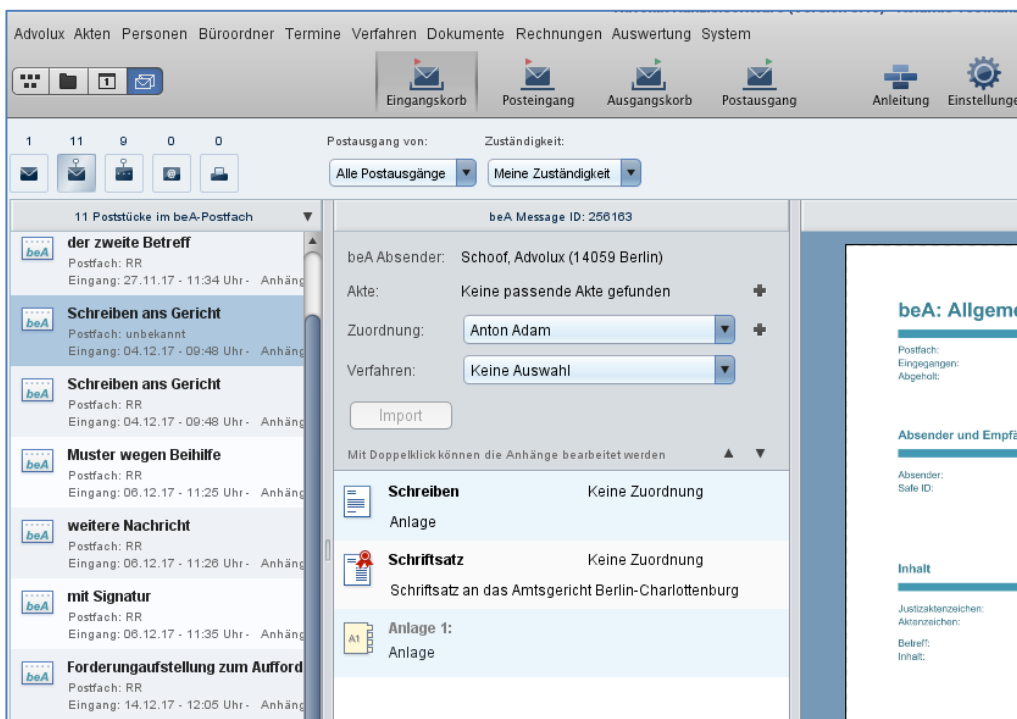 Advolux Akten Personen Büroordner Termine Verfahren Dokumente Rechnungen Auswertung System
Eingangskorb Posteingang Ausgangskorb Postausgang Anleitung
1 11 9 0 0
Postausgang von: Zuständigkeit:
Alle Postausgänge Meine Zuständigkeit
11 Poststücke im beA-Postfach
beA
der zweite Betreff
Postfach: RR
Eingang: 27.11.17 - 11:34 Uhr -
beA
Schreiben ans Gericht
Postfach: unbekannt
Eingang: 04.12.17 - 09:48 Uhr -
beA
Schreiben ans Gericht
Postfach: RR
Eingang: 04.12.17 - 09:48 Uhr -
beA
Muster wegen Beihilfe
Postfach: RR
Eingang: 06.12.17 - 11:25 Uhr -
beA
weitere Nachricht
Postfach: RR
Eingang: 06.12.17 - 11:26 Uhr -
beA
mit Signatur
Postfach: RR
Eingang: 06.12.17 - 11:35 Uhr -
beA
Forderungaufstellung zum Aufford
Postfach: RR
Eingang: 14.12.17 - 12:05 Uhr -
beA Message ID: 256163
beA Absender: Schoof, Advolux (14059 Berlin)
Akte: Keine passende Akte gefunden
Zuordnung: Anton Adam
Verfahren: Keine Auswahl
Import
Mit Doppelklick können die Anhänge bearbeitet werden
Schreiben Keine Zuordnung
Anlage
Schriftsatz Keine Zuordnung
Schriftsatz an das Amtsgericht Berlin-Charlottenburg
A1
Anlage 1:
Anlage
beA: Allgeme
Postfach:
Eingegangen:
Abgeholt:
Absender und Empfä
Absender:
Safe ID:
Inhalt
Justizaktenzeichen:
Aktenzeichen:
Betreff:
Inhalt: